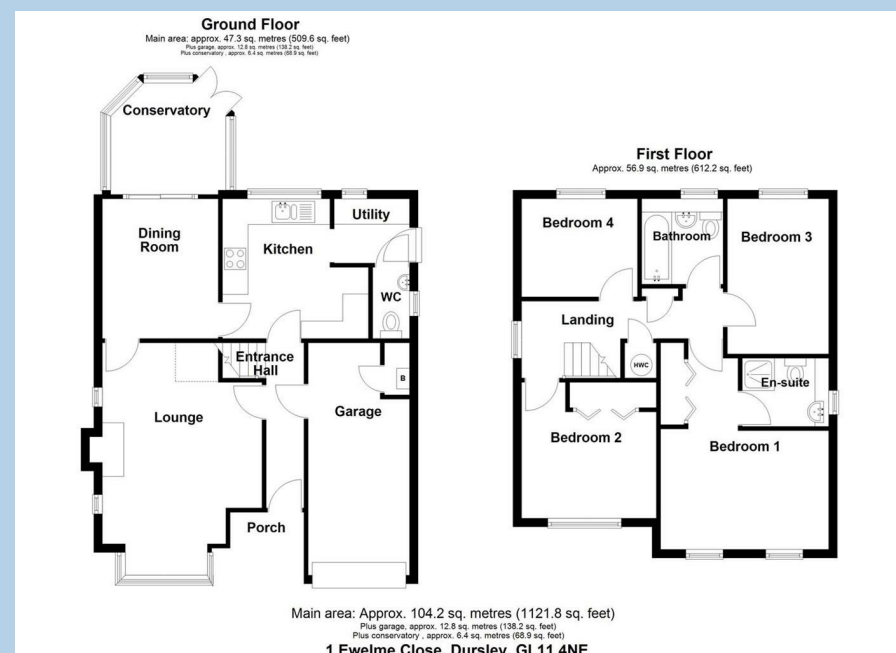 Ground Floor
Main area: approx. 47.3 sq. metres (509.6 sq. feet)
Plus garage, approx. 12.8 sq. metres (138.2 sq. feet)
Plus conservatory , approx. 6.4 sq. metres (68.9 sq. feet)
Conservatory
Dining
Room
Kitchen
Utility
WC
Entrance
Hall
B
Lounge
Garage
Porch
First Floor
Approx. 56.9 sq. metres (612.2 sq. feet)
Bedroom 4
Bathroom
Bedroom 3
Landing
HWC
En-suite
Bedroom 2
Bedroom 1
Main area: Approx. 104.2 sq. metres (1121.8 sq. feet)
Plus garage, approx. 12.8 sq. metres (138.2 sq. feet)
Plus conservatory , approx. 6.4 sq. metres (68.9 sq. feet)
1 Ewelme Close, Dursley, GL11 4NE